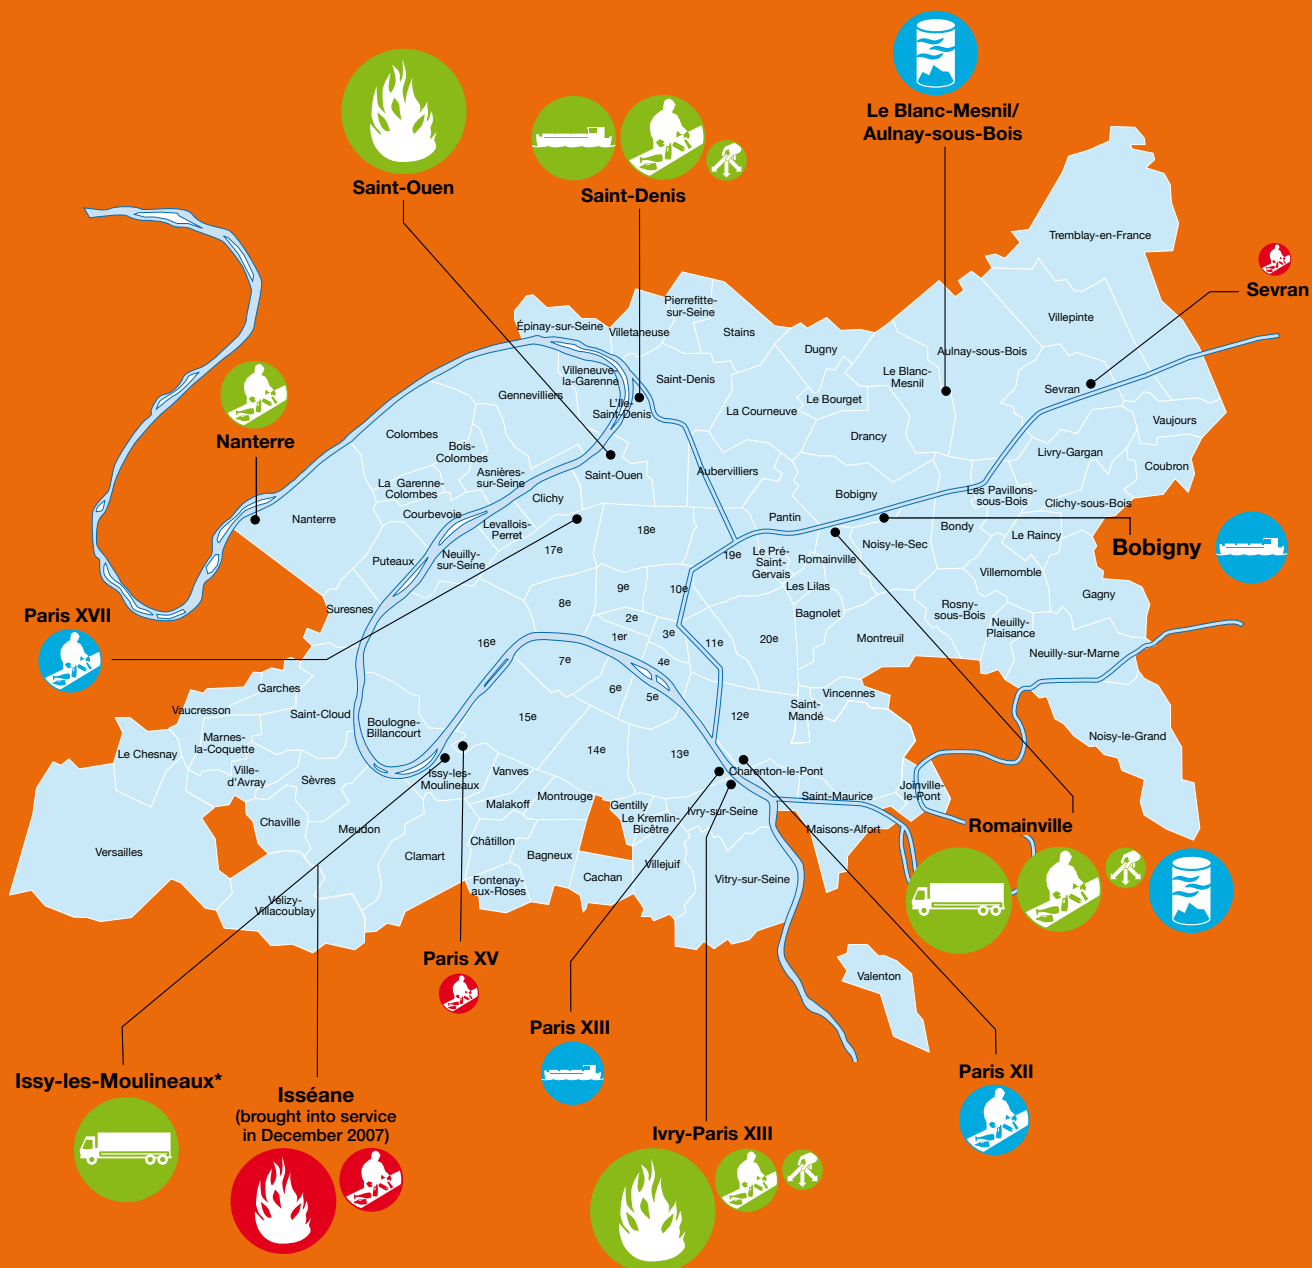 Le Blanc-Mesnil/
Aulnay-sous-Bois
Saint-Ouen
Saint-Denis
Tremblay-en-France
Sevran
Pierrefitte-
sur-Seine
Épinay-sur-Seine
Villetaneuse
Stains
Villepinte
Dugny
Aulnay-sous-Bois
Villeneuve-
la-Garenne
Saint-Denis
Le Blanc-
Mesnil
Gennevilliers
Sevran
L'Ile-
Saint-Denis
La Courneuve
Le Bourget
Vaujours
Nanterre
Colombes
Drancy
Bois-
Colombes
Livry-Gargan
Asnières-
sur-Seine
Saint-Ouen
Aubervilliers
Coubron
La Garenne-
Colombes
Clichy
Bobigny
Les Pavillons-
sous-Bois
Clichy-sous-Bois
Nanterre
Courbevoie
Levallois-
Perret
18e
Pantin
Bondy
Le Raincy
Noisy-le-Sec
Bobigny
Puteaux
Neuilly-
sur-Seine
17e
19e
Le Pré-
Saint-
Gervais
Romainville
Villemomble
Les Lilas
9e
10e
Gagny
Suresnes
8e
2e
Bagnolet
Rosny-
sous-Bois
Neuilly-
Plaisance
Paris XVII
16e
1er
3e
11e
20e
Montreuil
7e
4e
Neuilly-sur-Marne
Garches
6e
5e
Vincennes
Vaucresson
Saint-Cloud
Boulogne-
Billancourt
15e
12e
Saint-
Mandé
Marnes-
la-Coquette
Noisy-le-Grand
Le Chesnay
14e
13e
Ville-
d'Avray
Sèvres
Issy-les-
Moulineaux
Vanves
Charenton-le-Pont
Joinville-
le-Pont
Malakoff
Montrouge
Saint-Maurice
Gentilly
Le Kremlin-
Bicêtre
Ivry-sur-Seine
Chaville
Meudon
Maisons-Alfort
Romainville
Versailles
Clamart
Châtillon
Bagneux
Villejuif
Cachan
Vitry-sur-Seine
Fontenay-
aux-Roses
Vélizy-
Villacoublay
Paris XV
Valenton
Paris XIII
Issy-les-Moulineaux*
Paris XII
Isséane
(brought into service
in December 2007)
Ivry-Paris XIII